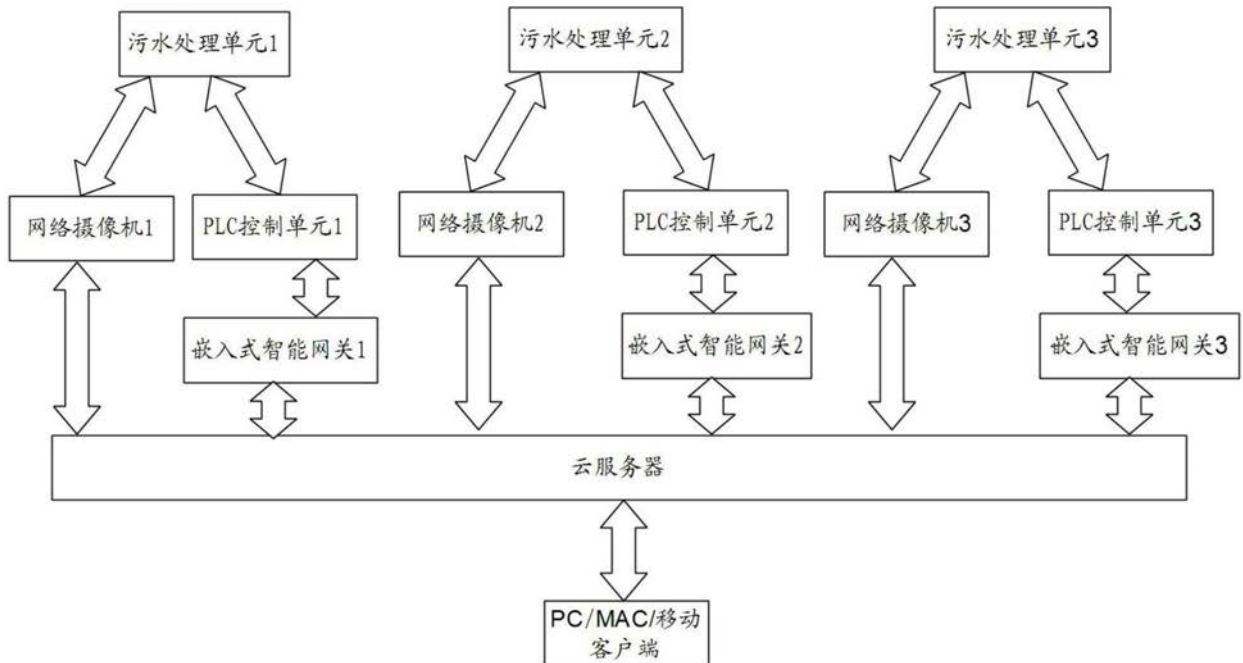 污水处理单元1
污水处理单元2
污水处理单元3
网络摄像机1
PLC控制单元1
网络摄像机2
PLC控制单元2
网络摄像机3
PLC控制单元3
嵌入式智能网关1
嵌入式智能网关2
嵌入式智能网关3
云服务器
PC/MAC/移动
客户端